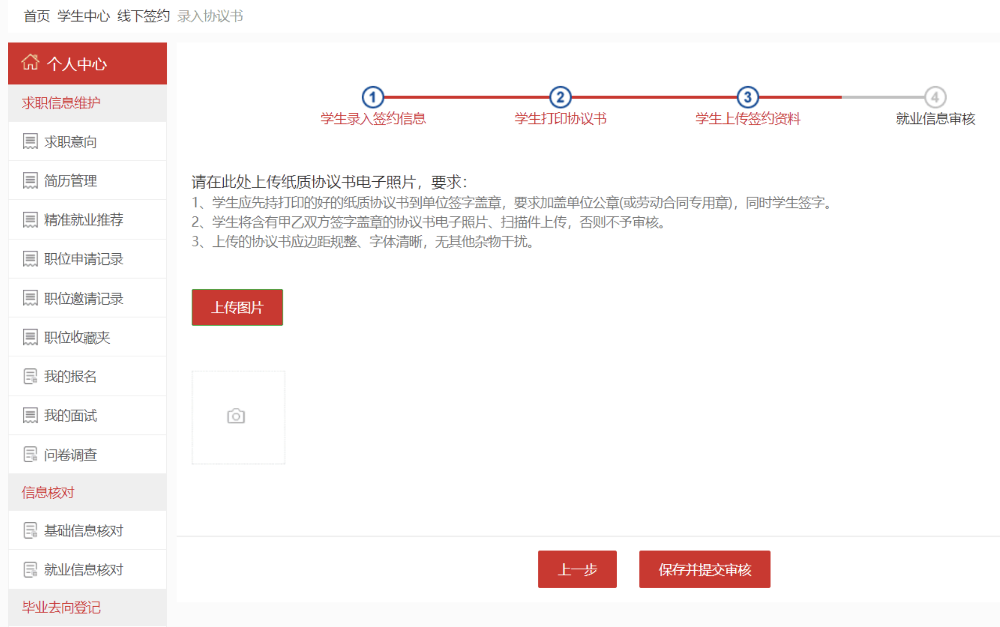 首页 学生中心 线下签约 录入协议书
个人中心
求职信息维护
求职意向
简历管理
精准就业推荐
职位申请记录
职位邀请记录
职位收藏夹
我的报名
我的面试
问卷调查
信息核对
基础信息核对
就业信息核对
毕业去向登记
1 2 3 4
学生录入签约信息 学生打印协议书 学生上传签约资料 就业信息审核
请在此处上传纸质协议书电子照片，要求：
1、学生应先持打印的好的纸质协议书到单位签字盖章，要求加盖单位公章(或劳动合同专用章)，同时学生签字。
2、学生将含有甲乙双方签字盖章的协议书电子照片、扫描件上传，否则不予审核。
3、上传的协议书应边距规整、字体清晰，无其他杂物干扰。
上传图片
上一步 保存并提交审核